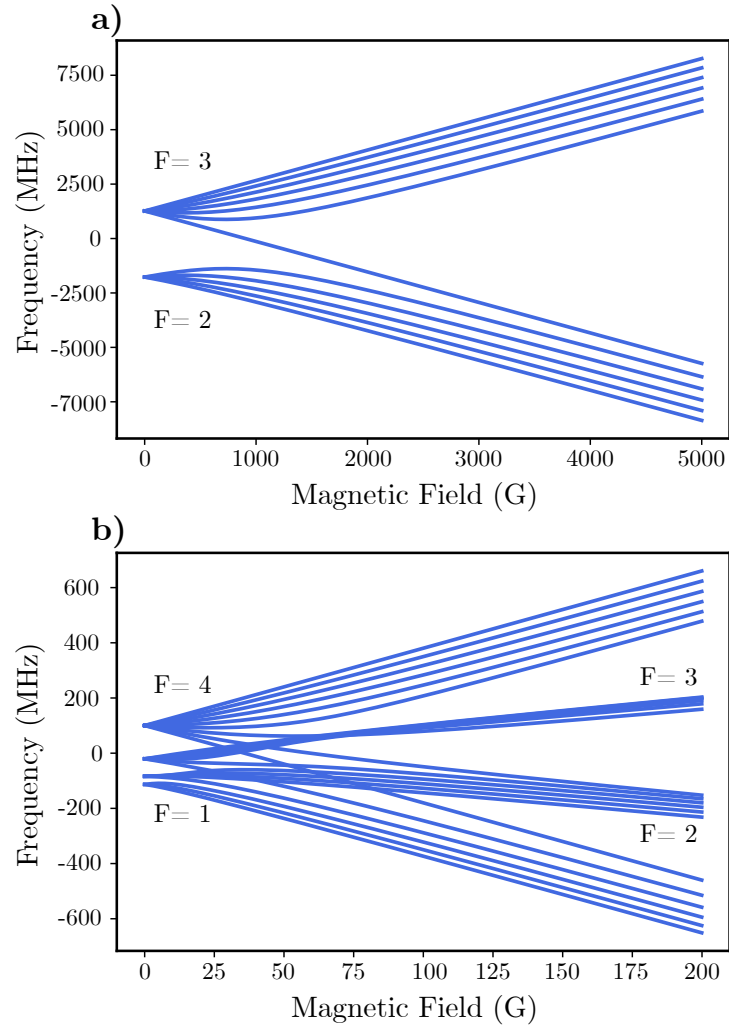 a)
7500
5000
2500
0
-2500
-5000
-7000
Frequency (MHz)
F= 3
F= 2
0 1000 2000 3000 4000 5000
Magnetic Field (G)
b)
600
400
200
0
-200
-400
-600
Frequency (MHz)
F= 4
F= 3
F= 1
F= 2
0 25 50 75 100 125 150 175 200
Magnetic Field (G)